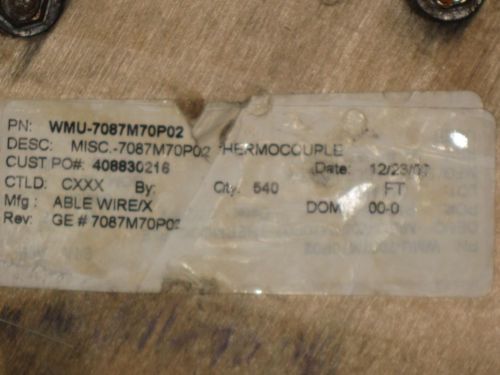 PN: WMU-7087M70P02
DESC: MISC.-7087M70P02 THERMOCOUPLE
CUST.PO#: 408830216 Date: 12/23/
CTLD: CXXX By: Qty: 540 FT
Mfg: ABLE WIRE/X DOM: 00-0
Rev: GE # 7087M70P02